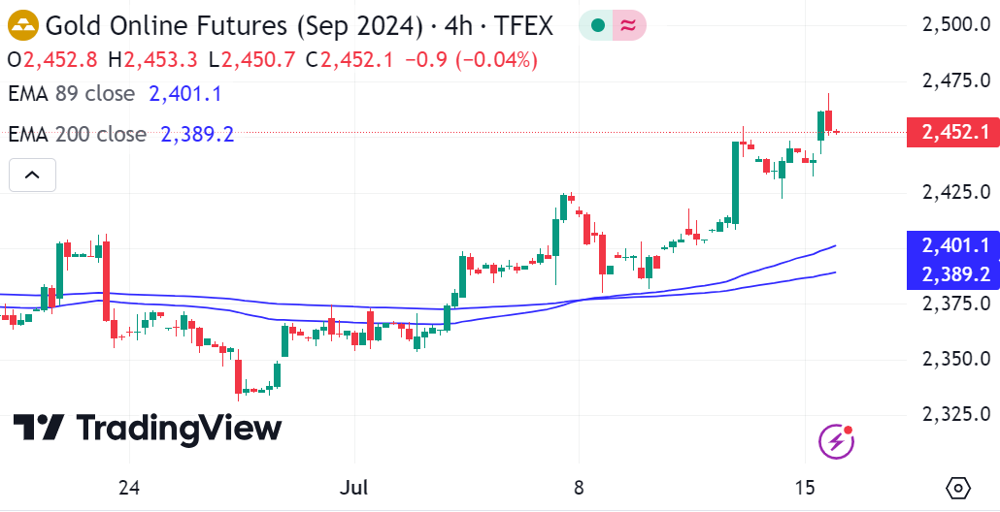 Gold Online Futures (Sep 2024) · 4h · TFEX
O2,452.8 H2,453.3 L2,450.7 C2,452.1 −0.9 (−0.04%)
EMA 89 close 2,401.1
EMA 200 close 2,389.2
2,500.0
2,475.0
2,452.1
2,425.0
2,401.1
2,389.2
2,375.0
2,350.0
2,325.0
TradingView
24 Jul 8 15